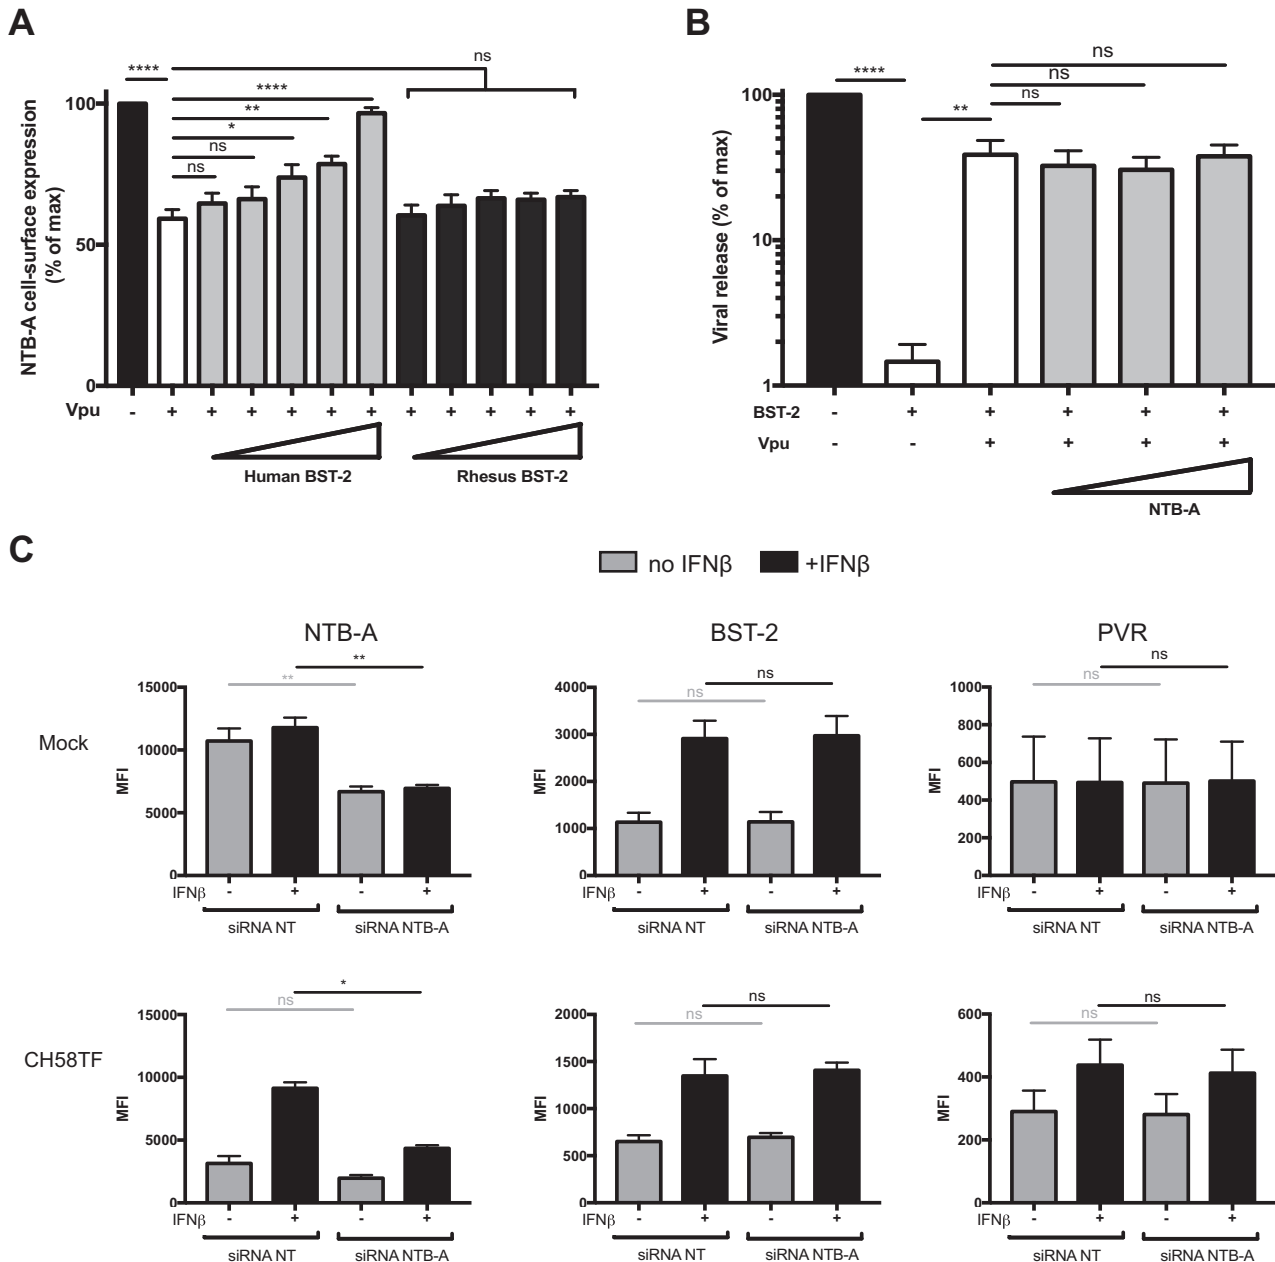 A
NTB-A cell-surface expression
(% of max)
100
50
0
****
ns
****
**
*
ns
ns
Vpu - + + + + + + + + + + +
Human BST-2
Rhesus BST-2
B
Viral release (% of max)
100
10
1
****
**
ns
ns
ns
BST-2 - + + + + +
Vpu - - + + + +
NTB-A
C
no IFNβ
+IFNβ
NTB-A
BST-2
PVR
Mock
MFI
15000
10000
5000
0
**
**
IFNβ - + - +
siRNA NT
siRNA NTB-A
MFI
4000
3000
2000
1000
0
ns
ns
IFNβ - + - +
siRNA NT
siRNA NTB-A
MFI
1000
800
600
400
200
0
ns
ns
IFNβ - + - +
siRNA NT
siRNA NTB-A
CH58TF
MFI
15000
10000
5000
0
ns
*
IFNβ - + - +
siRNA NT
siRNA NTB-A
MFI
2000
1500
1000
500
0
ns
ns
IFNβ - + - +
siRNA NT
siRNA NTB-A
MFI
600
400
200
0
ns
ns
IFNβ - + - +
siRNA NT
siRNA NTB-A